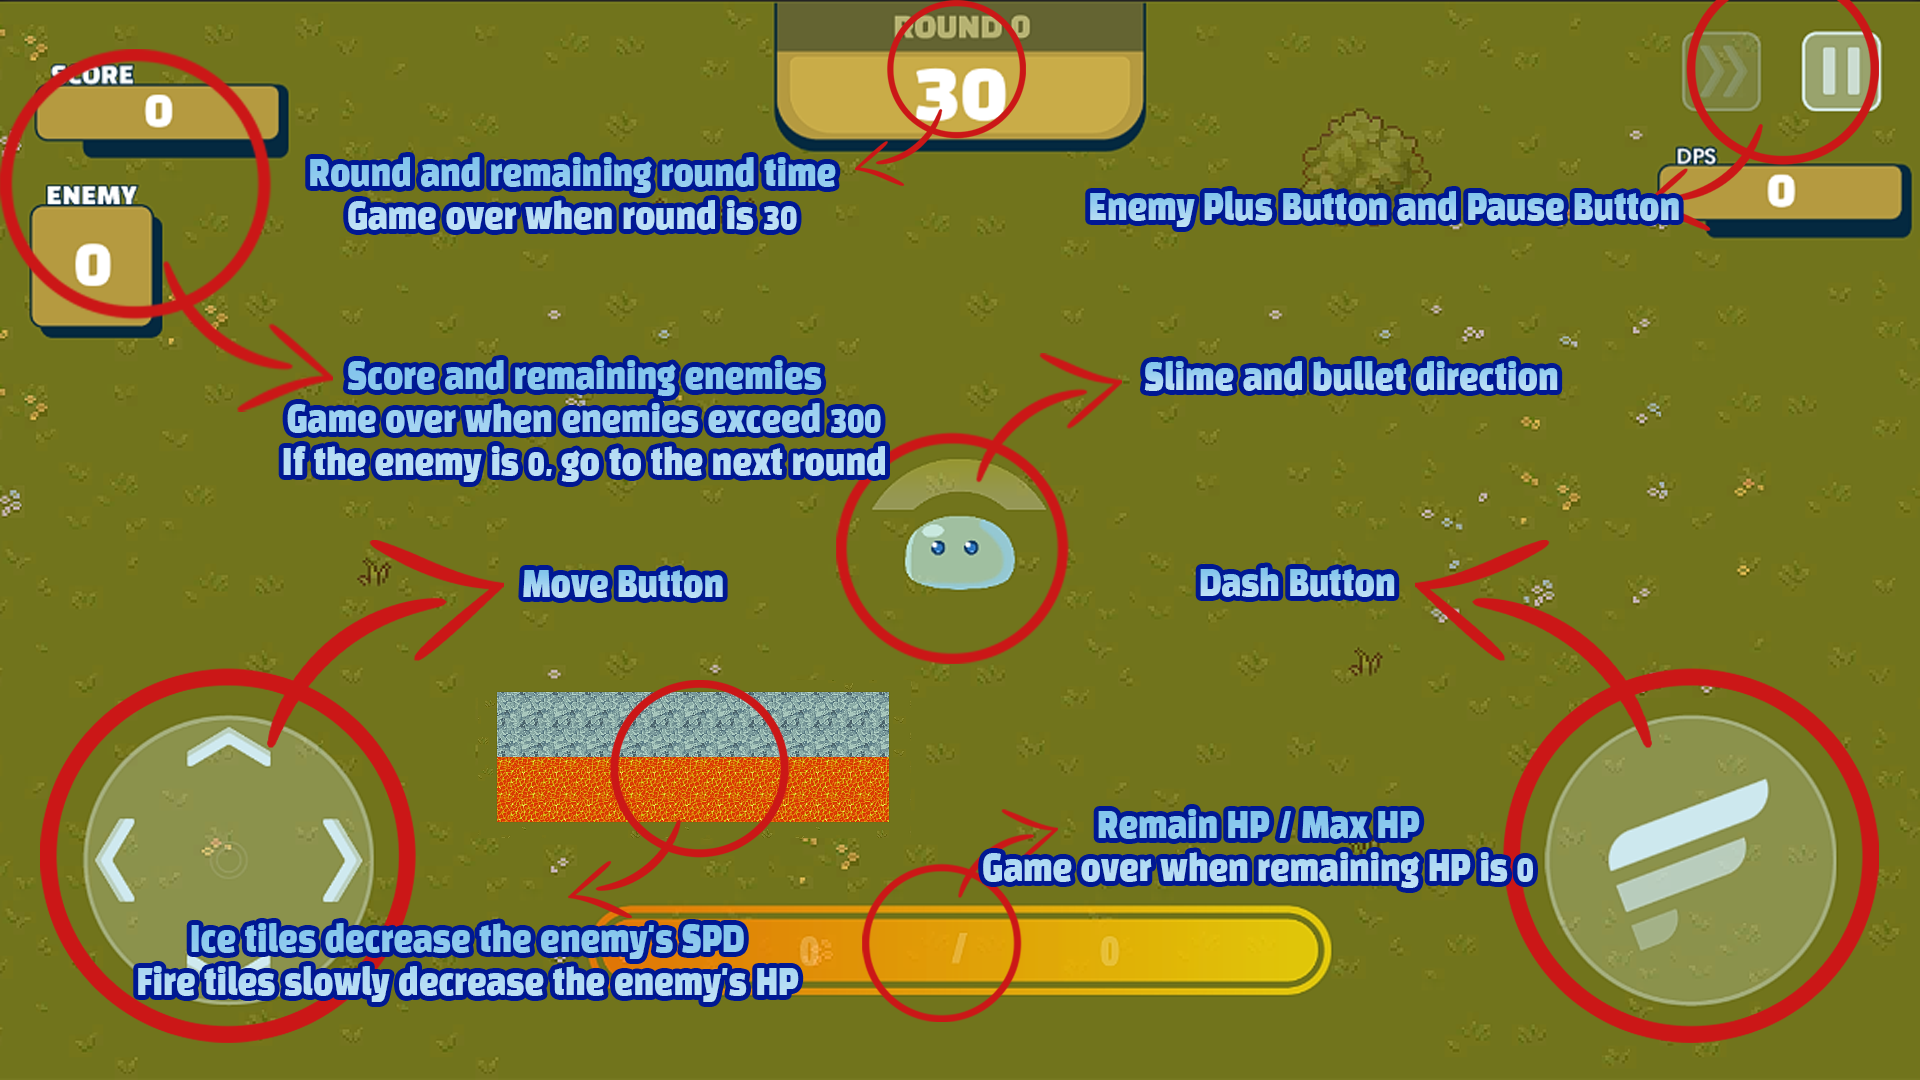 ROUND 0
30
SCORE
0
ENEMY
0
DPS
0
Round and remaining round time
Game over when round is 30
Enemy Plus Button and Pause Button
Score and remaining enemies
Game over when enemies exceed 300
If the enemy is 0, go to the next round
Slime and bullet direction
Move Button
Dash Button
Remain HP / Max HP
Game over when remaining HP is 0
Ice tiles decrease the enemy's SPD
Fire tiles slowly decrease the enemy's HP
0 / 0